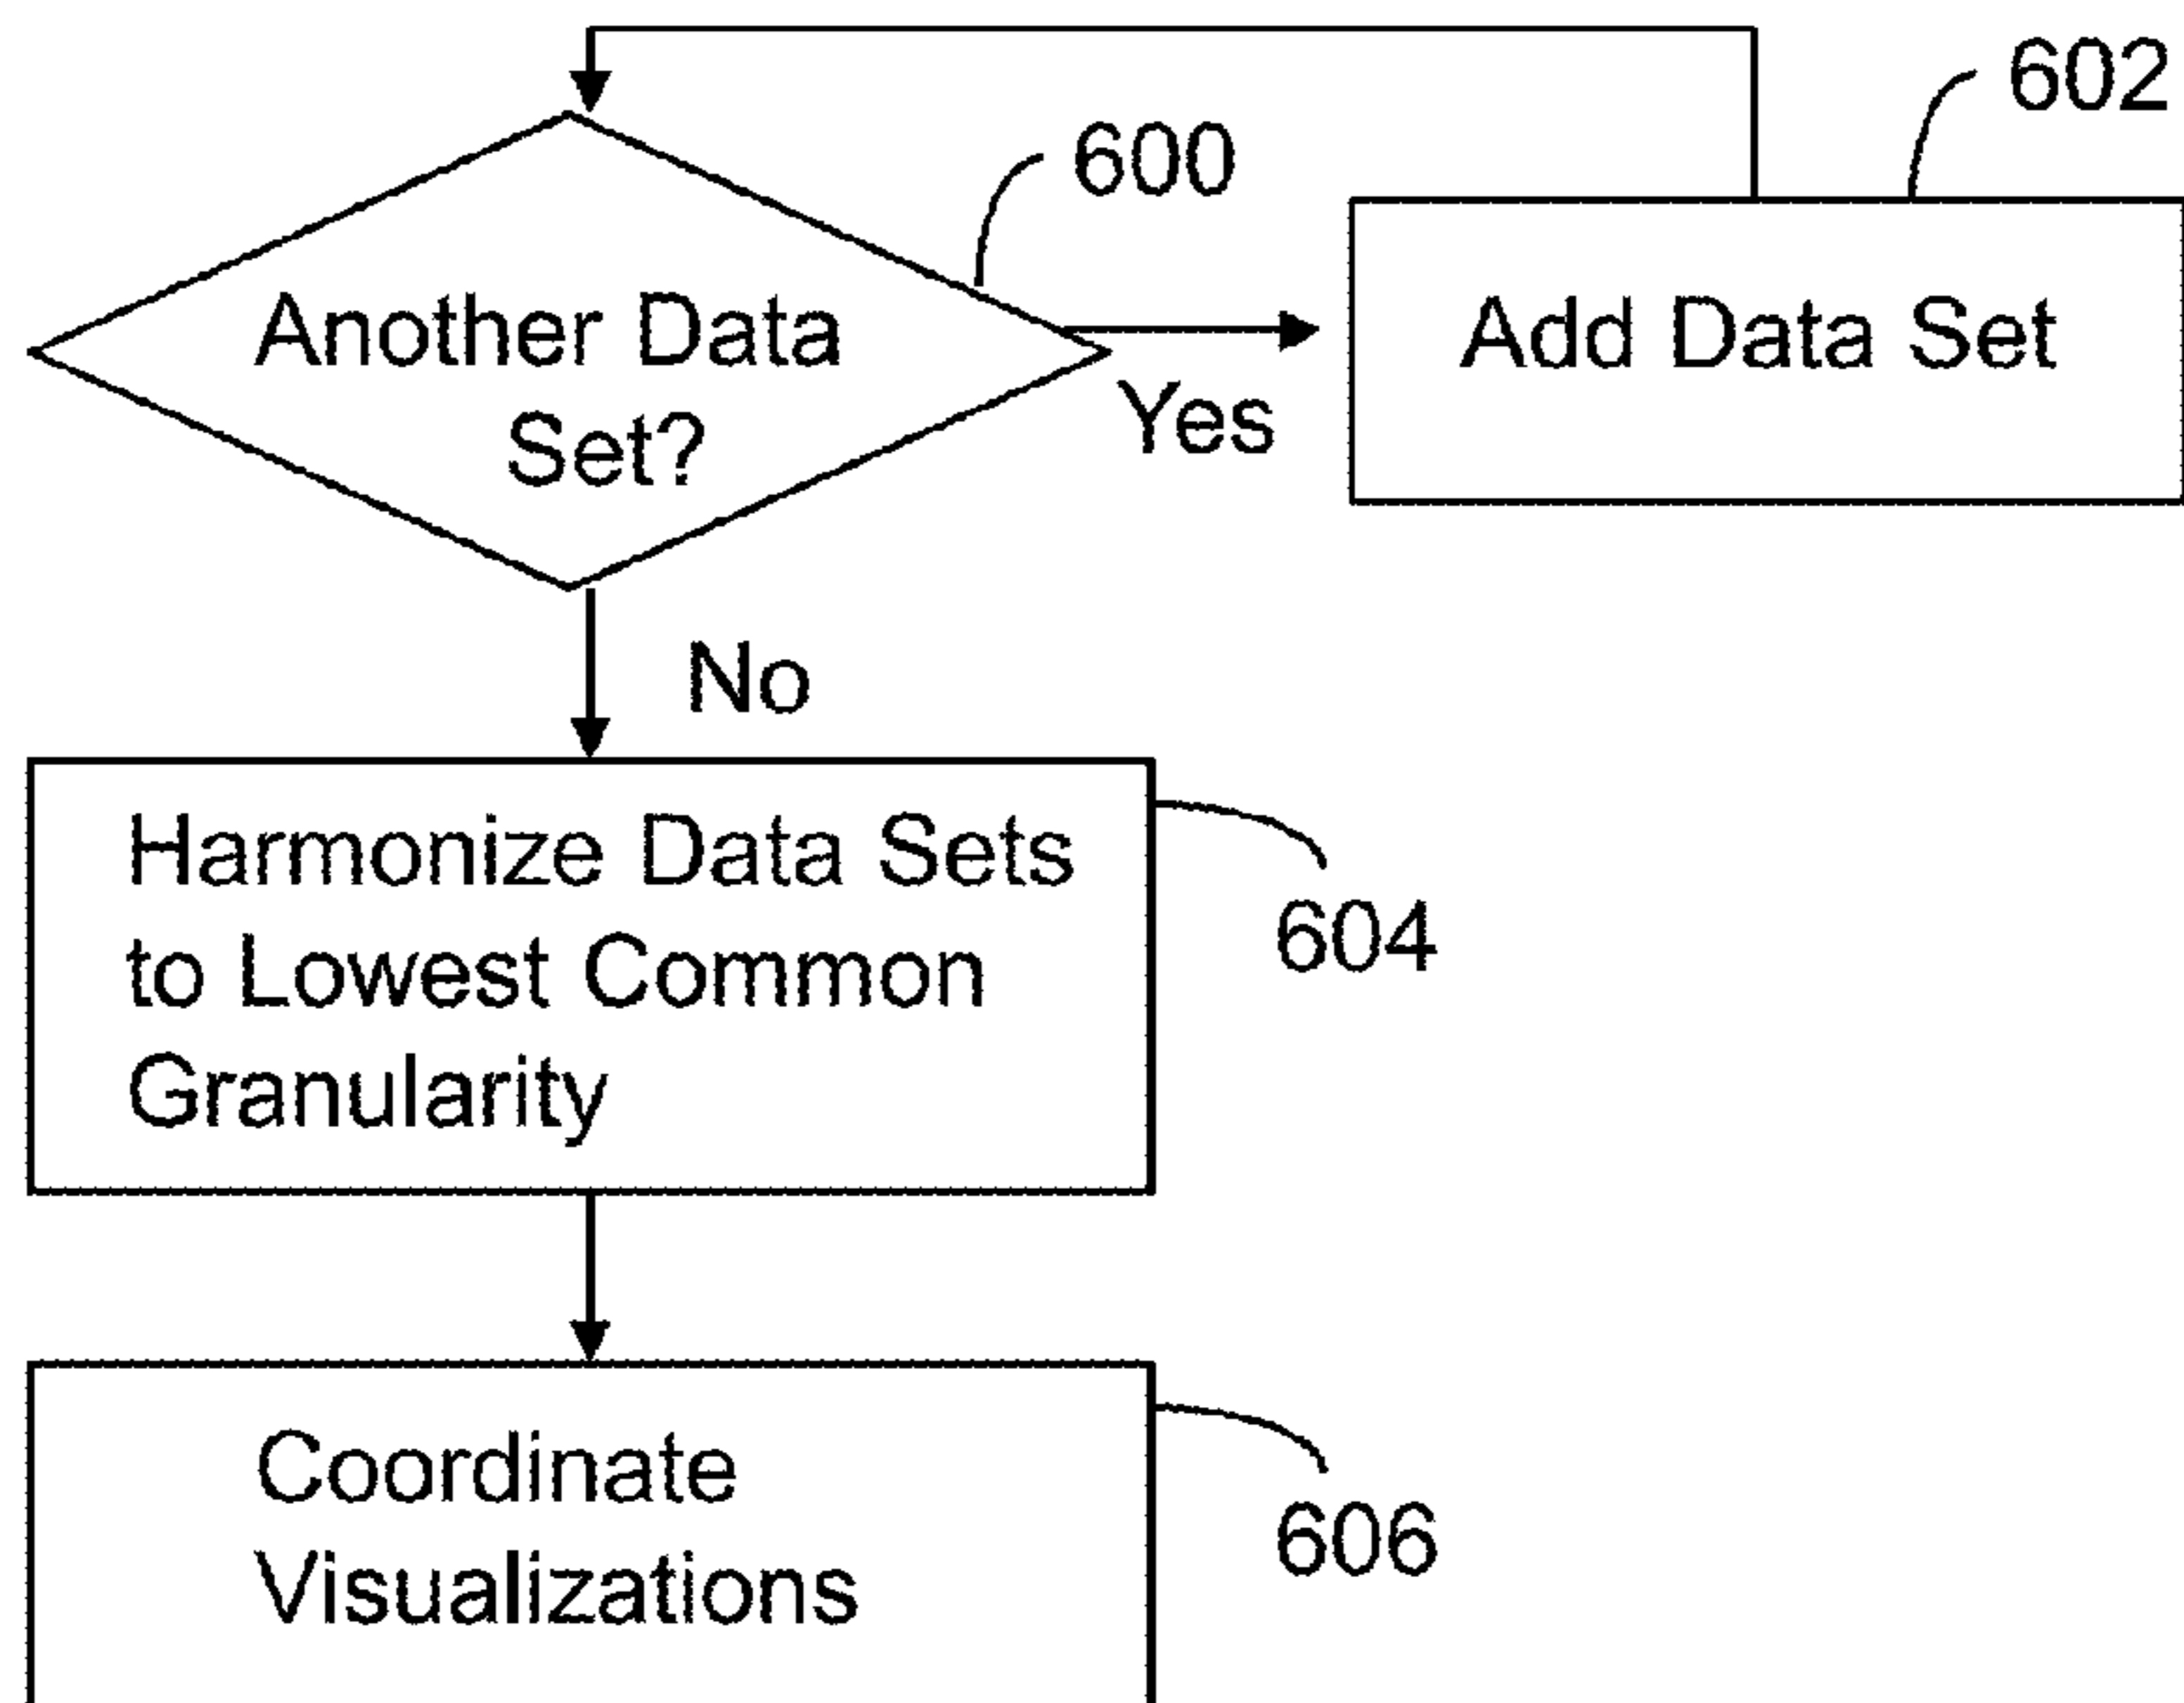 602
600
Another Data
Set?
Yes
Add Data Set
No
Harmonize Data Sets
to Lowest Common
Granularity
604
Coordinate
Visualizations
606